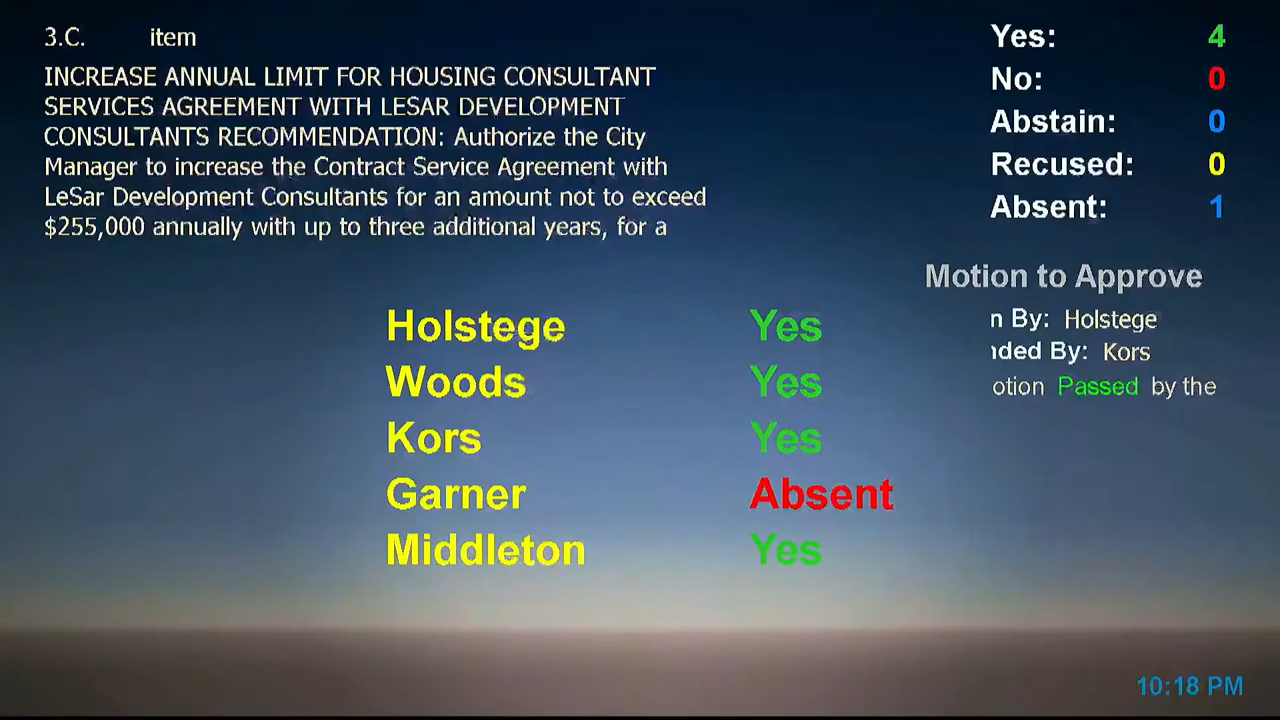 3.C. item
INCREASE ANNUAL LIMIT FOR HOUSING CONSULTANT
SERVICES AGREEMENT WITH LESAR DEVELOPMENT
CONSULTANTS RECOMMENDATION: Authorize the City
Manager to increase the Contract Service Agreement with
LeSar Development Consultants for an amount not to exceed
$255,000 annually with up to three additional years, for a
Yes: 4
No: 0
Abstain: 0
Recused: 0
Absent: 1
Motion to Approve
n By: Holstege
ded By: Kors
otion Passed by the
Holstege Yes
Woods Yes
Kors Yes
Garner Absent
Middleton Yes
10:18 PM